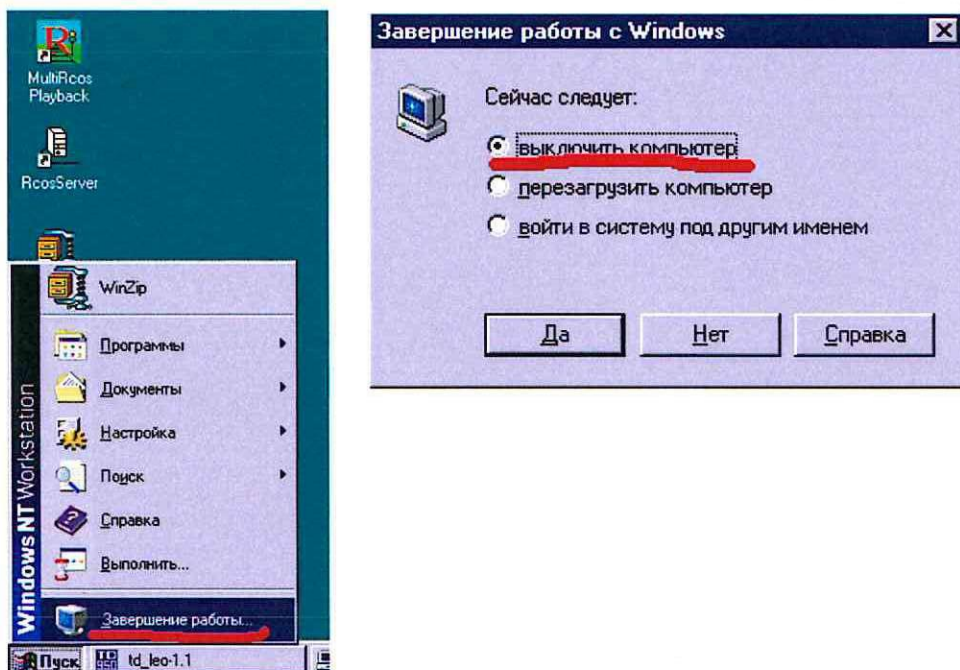 MultiRcos
Playback
RcosServer
WinZip
Программы
Документы
Настройка
Поиск
Справка
Выполнить...
Завершение работы...
Windows NT Workstation
Пуск
td_leo-1.1
Завершение работы с Windows
Сейчас следует:
выключить компьютер
перезагрузить компьютер
войти в систему под другим именем
Да
Нет
Справка